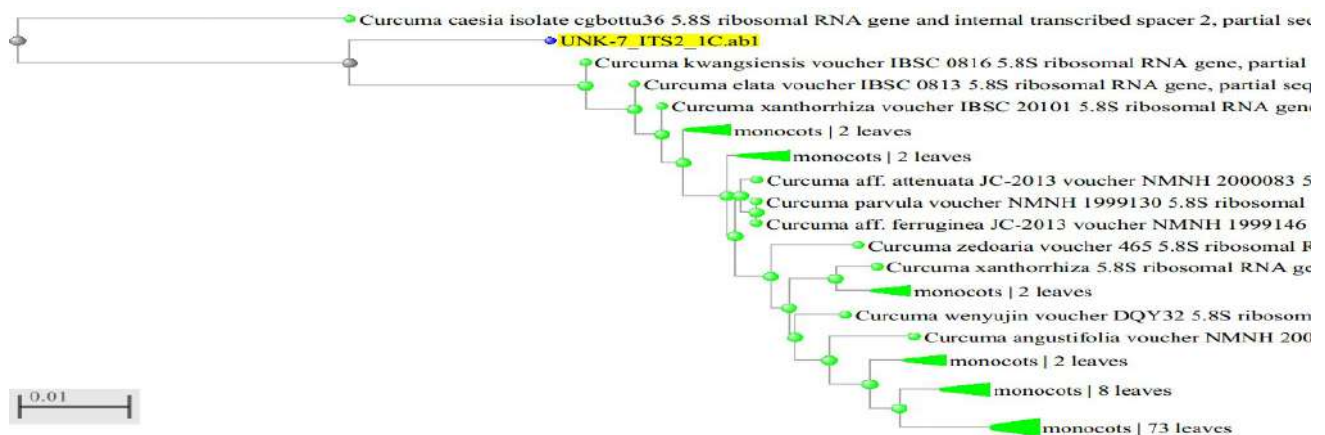 Curcuma caesia isolate cgbottu36 5.8S ribosomal RNA gene and internal transcribed spacer 2, partial sec
UNK-7_ITS2_1C.ab1
Curcuma kwangsiensis voucher IBSC 0816 5.8S ribosomal RNA gene, partial
Curcuma elata voucher IBSC 0813 5.8S ribosomal RNA gene, partial seq
Curcuma xanthorrhiza voucher IBSC 20101 5.8S ribosomal RNA gene
monocots | 2 leaves
monocots | 2 leaves
Curcuma aff. attenuata JC-2013 voucher NMNH 2000083 5
Curcuma parvula voucher NMNH 1999130 5.8S ribosomal
Curcuma aff. ferruginea JC-2013 voucher NMNH 1999146
Curcuma zedoaria voucher 465 5.8S ribosomal R
Curcuma xanthorrhiza 5.8S ribosomal RNA ge
monocots | 2 leaves
Curcuma wenyujin voucher DQY32 5.8S ribosom
Curcuma angustifolia voucher NMNH 200
monocots | 2 leaves
monocots | 8 leaves
monocots | 73 leaves
0.01